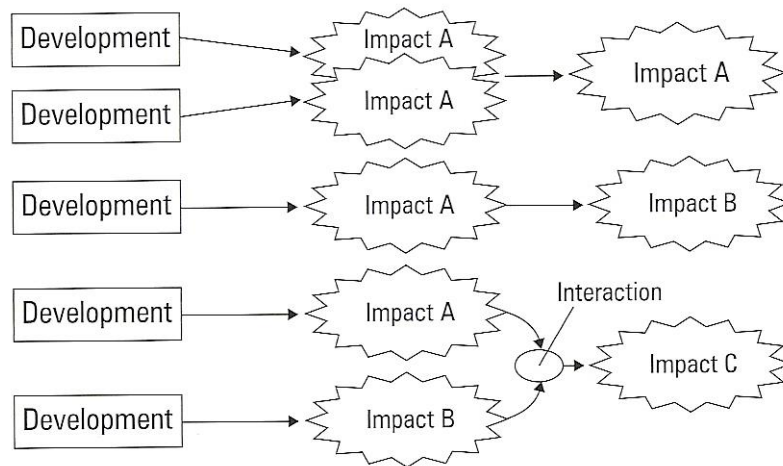 Development
Impact A
Impact A
Development
Impact A
Development
Impact A
Impact B
Development
Impact A
Interaction
Impact C
Development
Impact B